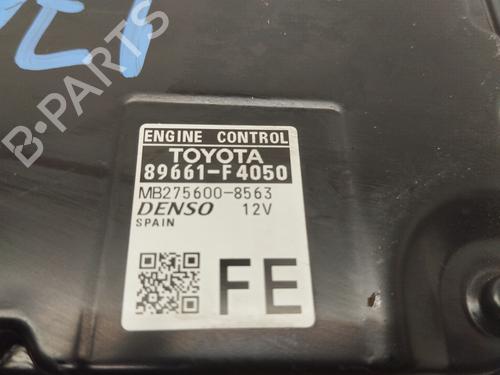 B-PARTS
ENGINE CONTROL
TOYOTA
89661-F4050
MB275600-8563
DENSO 12V
SPAIN
FE